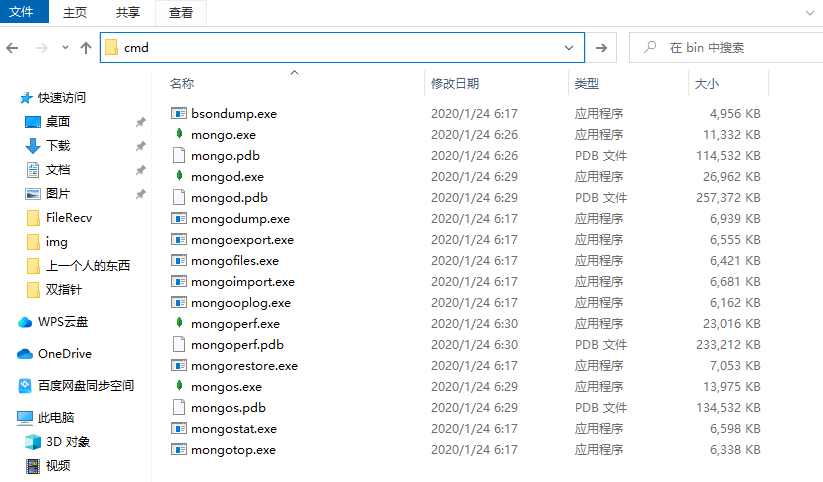 文件 主页 共享 查看
cmd 在 bin 中搜索
名称 修改日期 类型 大小
快速访问
桌面
下载
文档
图片
FileRecv
img
上一个人的东西
双指针
WPS云盘
OneDrive
百度网盘同步空间
此电脑
3D 对象
视频
bsondump.exe 2020/1/24 6:17 应用程序 4,956 KB
mongo.exe 2020/1/24 6:26 应用程序 11,332 KB
mongo.pdb 2020/1/24 6:26 PDB 文件 114,532 KB
mongod.exe 2020/1/24 6:29 应用程序 26,962 KB
mongod.pdb 2020/1/24 6:29 PDB 文件 257,372 KB
mongodump.exe 2020/1/24 6:17 应用程序 6,939 KB
mongoexport.exe 2020/1/24 6:17 应用程序 6,555 KB
mongofiles.exe 2020/1/24 6:17 应用程序 6,421 KB
mongoimport.exe 2020/1/24 6:17 应用程序 6,681 KB
mongooplog.exe 2020/1/24 6:17 应用程序 6,162 KB
mongoperf.exe 2020/1/24 6:30 应用程序 23,016 KB
mongoperf.pdb 2020/1/24 6:30 PDB 文件 233,212 KB
mongorestore.exe 2020/1/24 6:17 应用程序 7,053 KB
mongos.exe 2020/1/24 6:29 应用程序 13,975 KB
mongos.pdb 2020/1/24 6:29 PDB 文件 134,532 KB
mongostat.exe 2020/1/24 6:17 应用程序 6,598 KB
mongotop.exe 2020/1/24 6:17 应用程序 6,338 KB